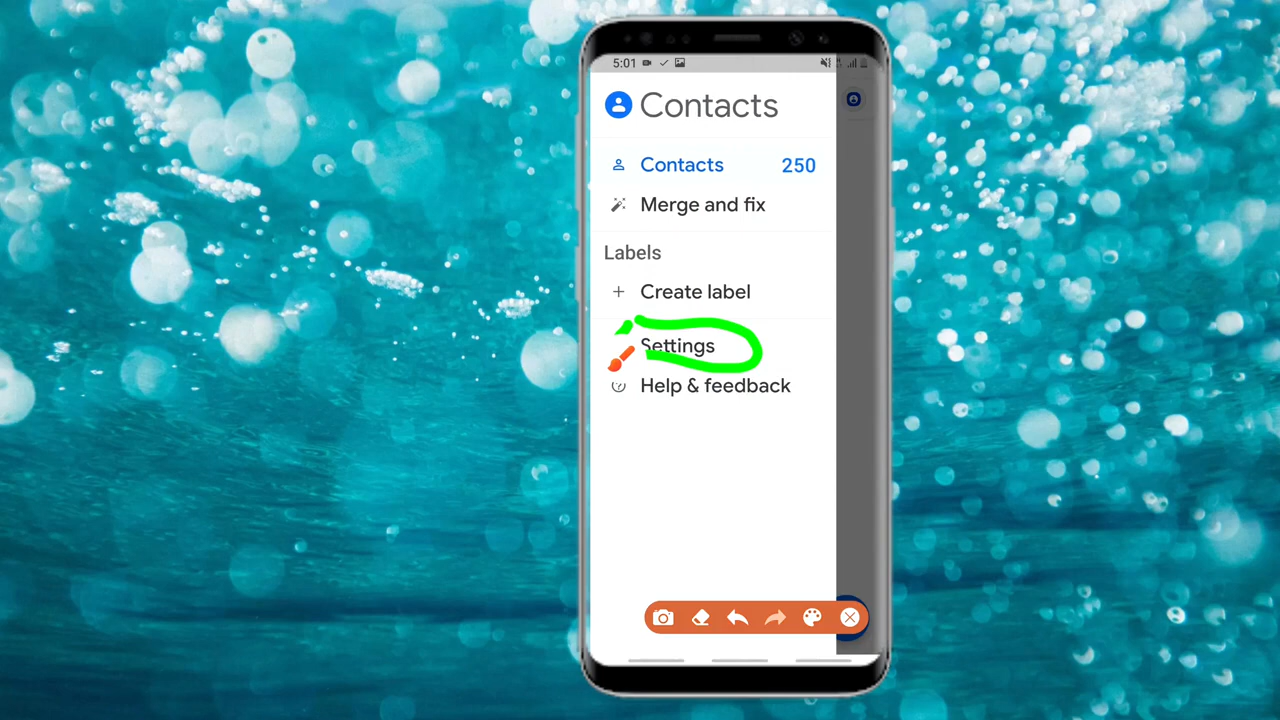 5:01
Contacts
Contacts 250
Merge and fix
Labels
Create label
Settings
Help & feedback